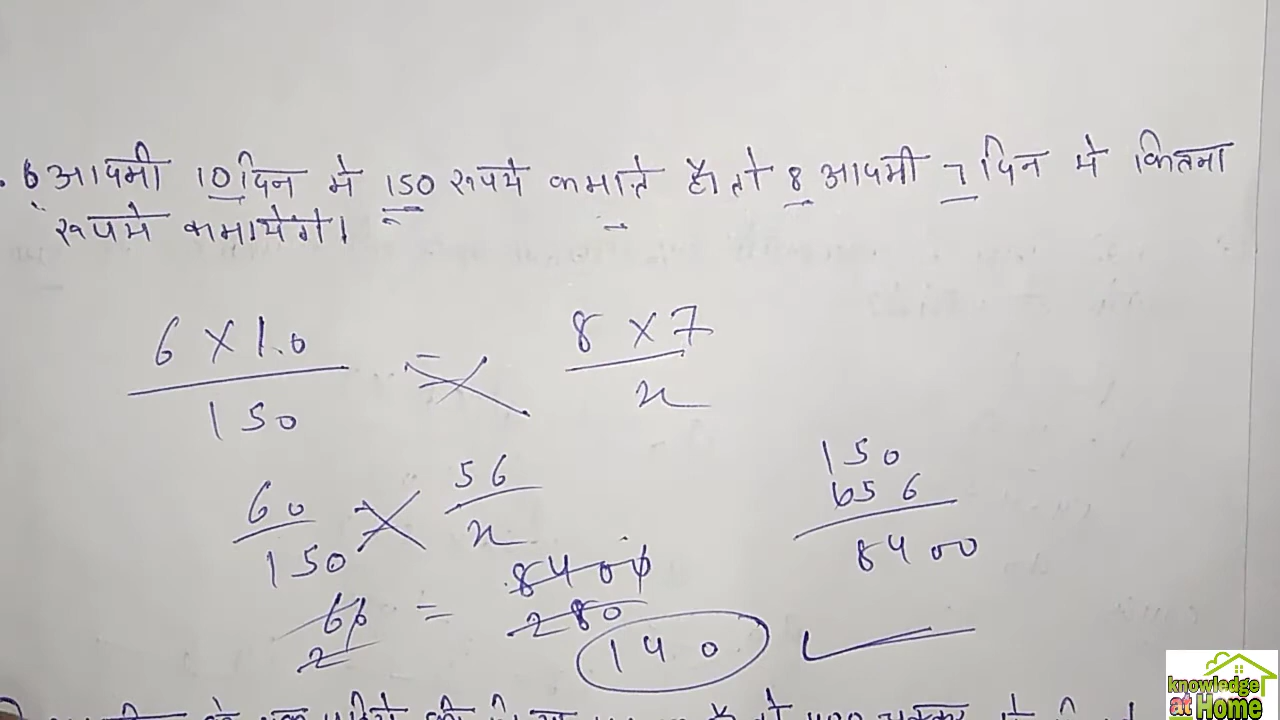 6 आदमी 10 दिन मे 150 रूपये कमाते है। तो 8 आदमी 7 दिन मे कितना
रूपये कमायेगे।
6 X 10
150
=
8 X 7
x
60
150
56
x
150
56
8400
60 = 8400
2
280
140
knowledge
at
Home